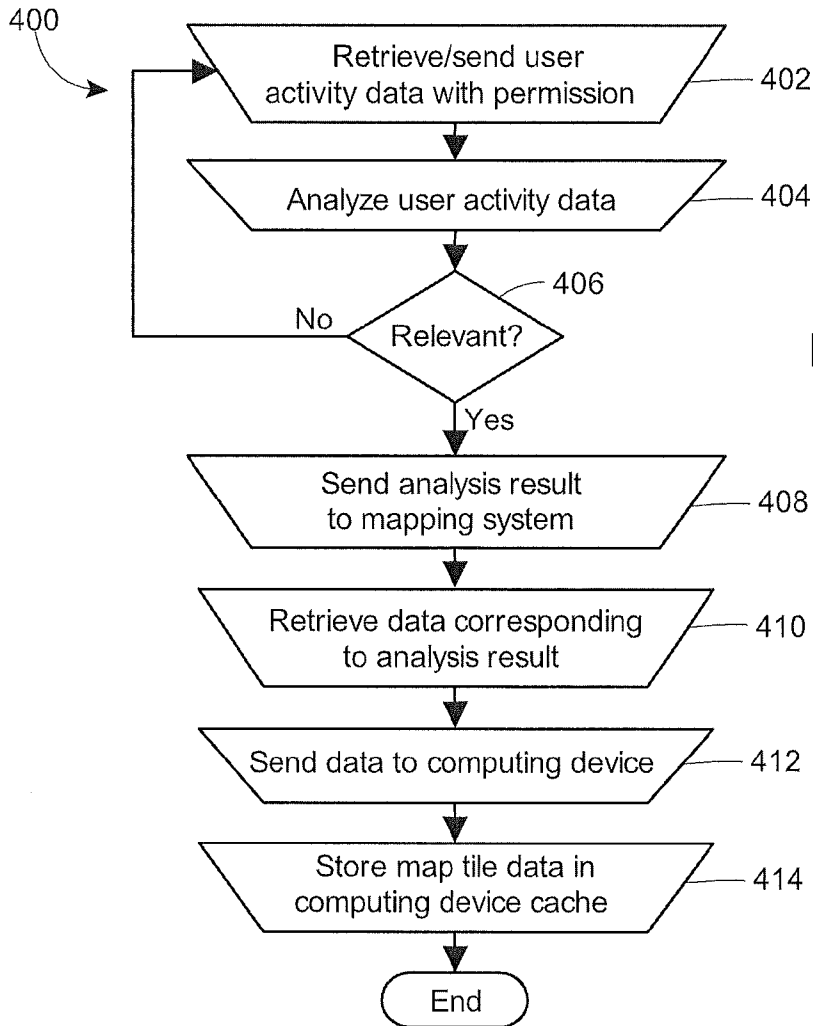 400
Retrieve/send user
activity data with permission
402
Analyze user activity data
404
406
Relevant?
No
Yes
Send analysis result
to mapping system
408
Retrieve data corresponding
to analysis result
410
Send data to computing device
412
Store map tile data in
computing device cache
414
End